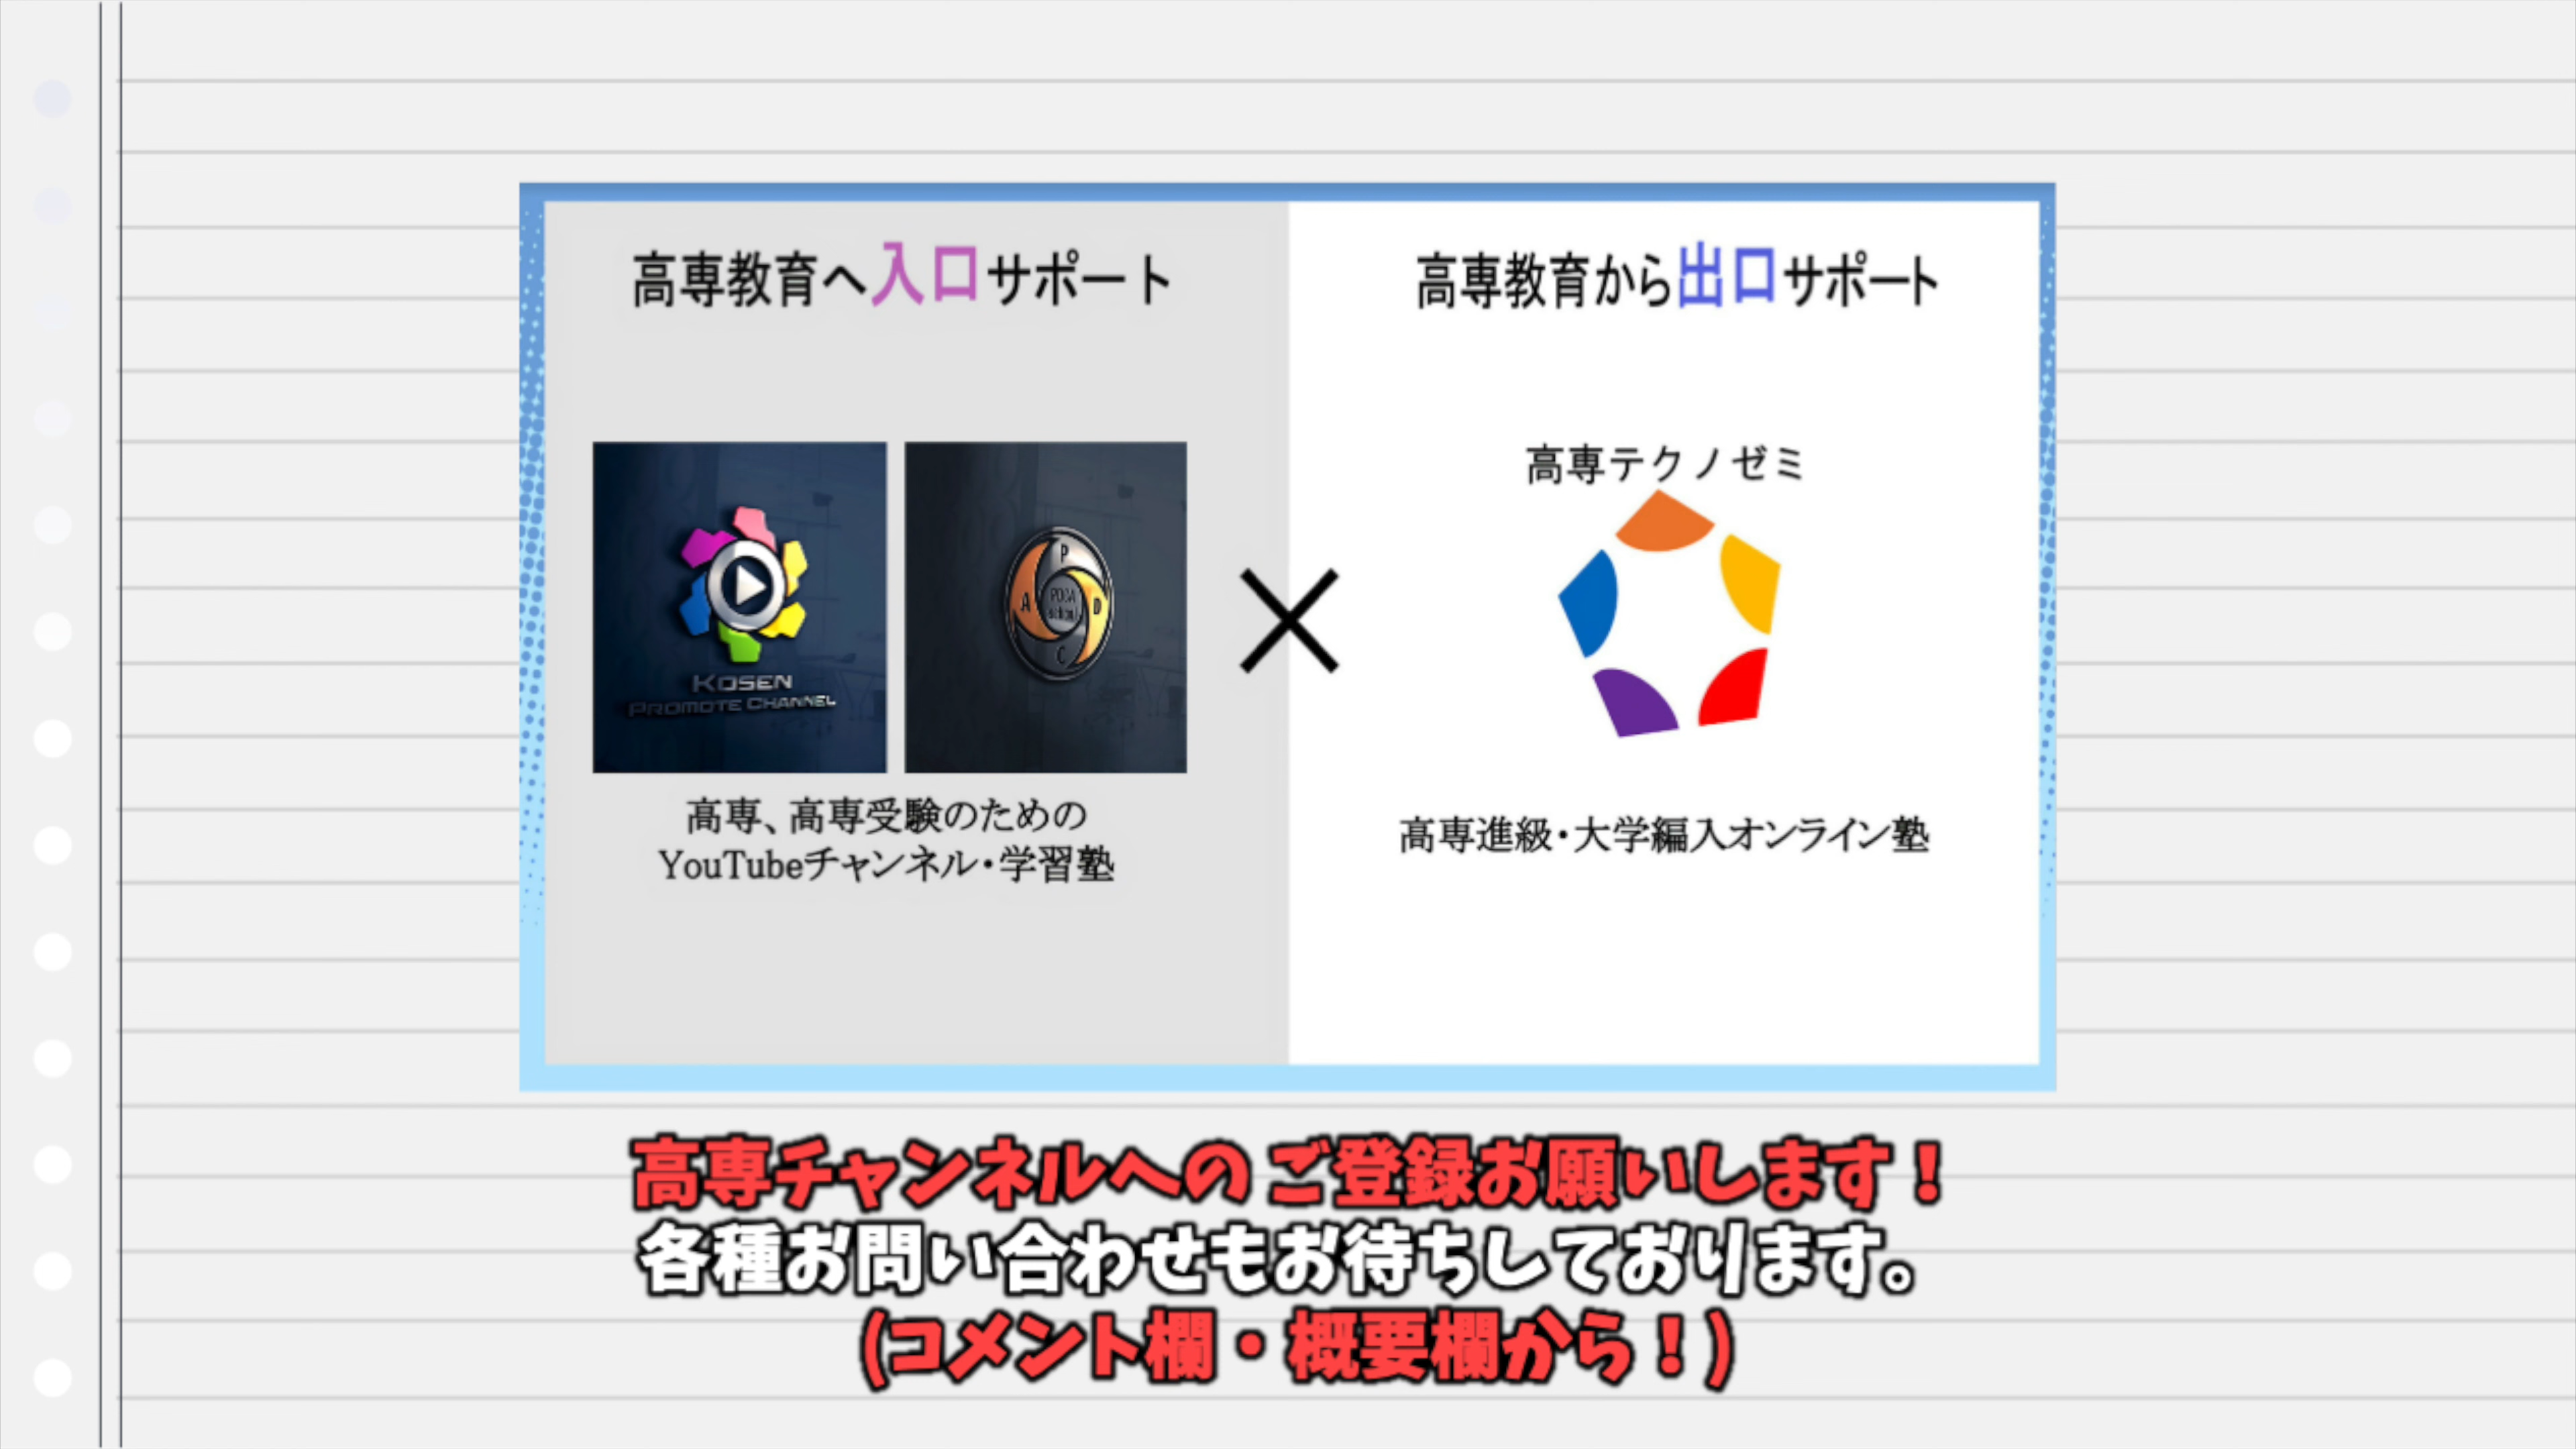 高専教育へ入口サポート
KOSEN
PROMOTE CHANNEL
P
A
PDCA
school
D
C
高専、高専受験のための
YouTubeチャンネル・学習塾
×
高専教育から出口サポート
高専テクノゼミ
高専進級・大学編入オンライン塾
高専チャンネルへのご登録お願いします！
各種お問い合わせもお待ちしております。
(コメント欄・概要欄から！)